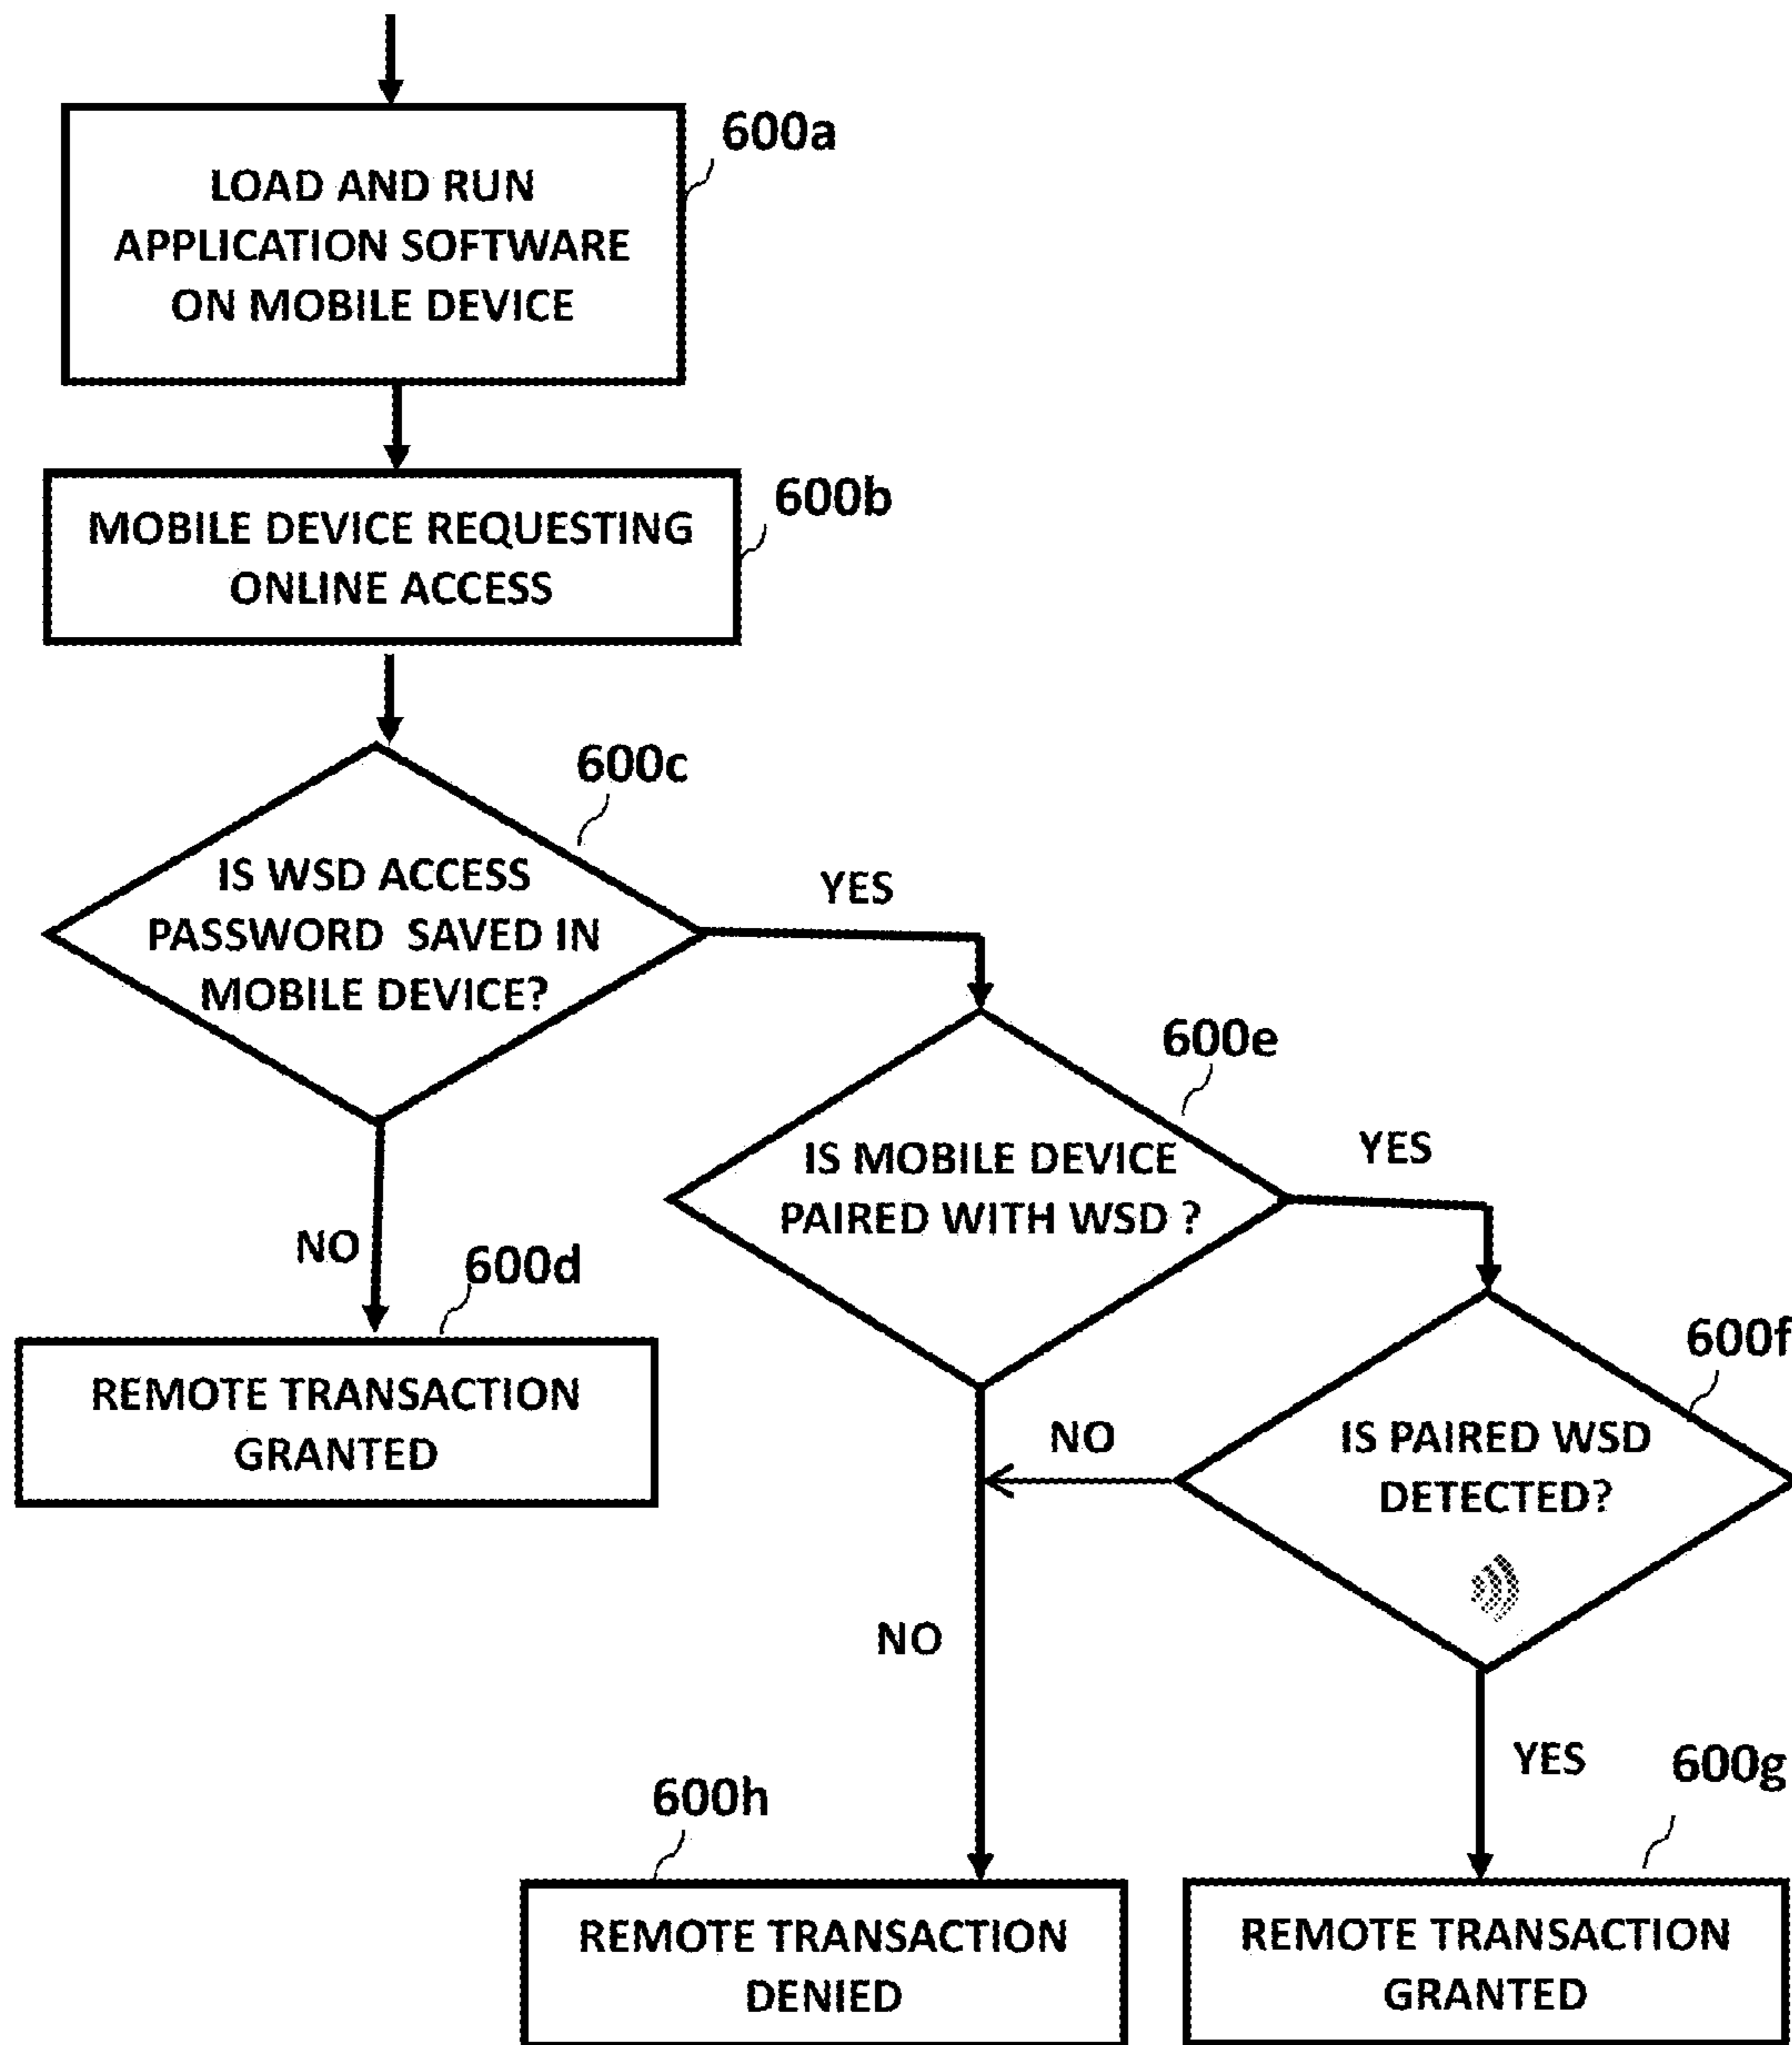 600a
LOAD AND RUN
APPLICATION SOFTWARE
ON MOBILE DEVICE
600b
MOBILE DEVICE REQUESTING
ONLINE ACCESS
600c
IS WSD ACCESS
PASSWORD SAVED IN
MOBILE DEVICE?
YES
600e
IS MOBILE DEVICE
PAIRED WITH WSD ?
YES
NO
600d
REMOTE TRANSACTION
GRANTED
600f
IS PAIRED WSD
DETECTED?
NO
NO
YES
600g
600h
REMOTE TRANSACTION
DENIED
REMOTE TRANSACTION
GRANTED